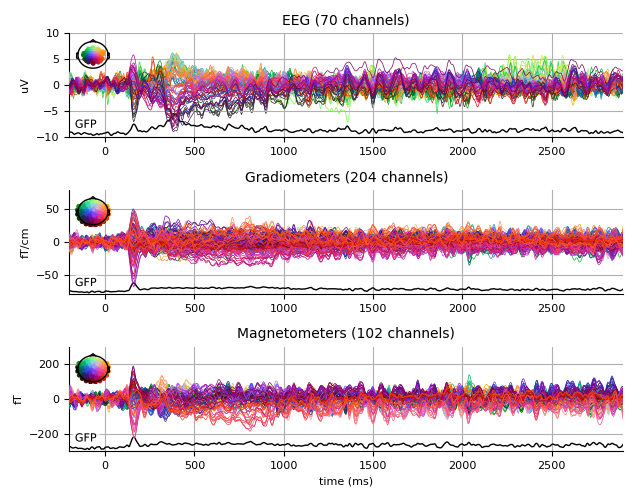 EEG (70 channels)
10
5
0
−5
−10
uV
GFP
0 500 1000 1500 2000 2500
Gradiometers (204 channels)
50
0
−50
fT/cm
GFP
0 500 1000 1500 2000 2500
Magnetometers (102 channels)
200
0
−200
fT
GFP
0 500 1000 1500 2000 2500
time (ms)